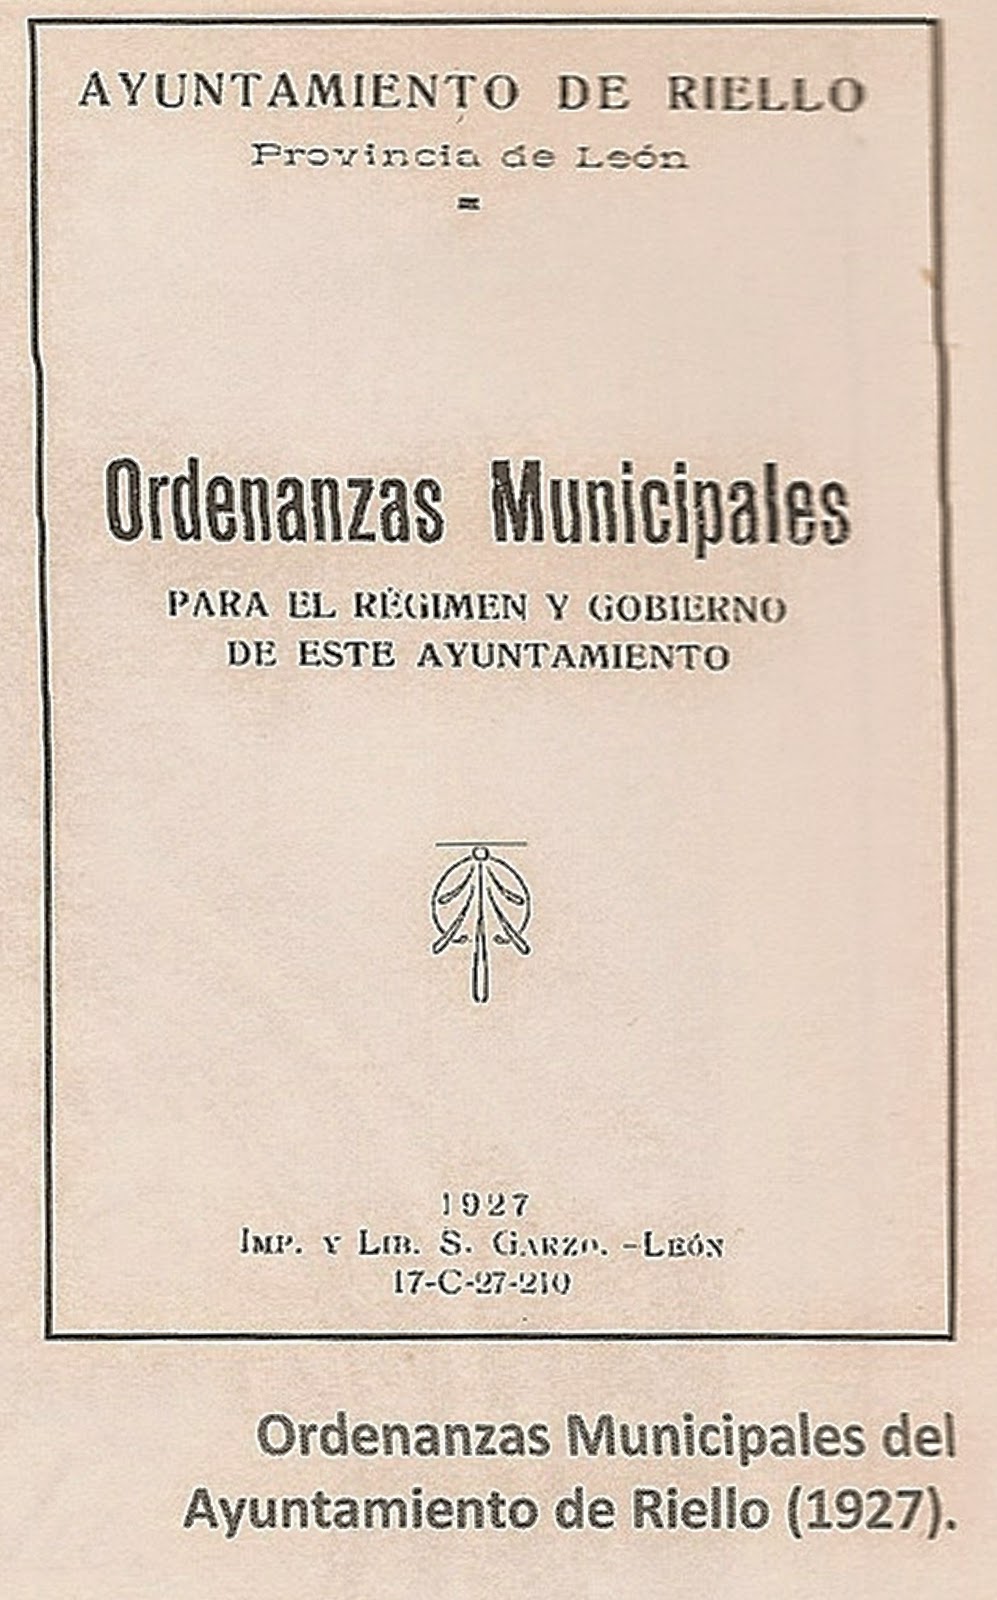 AYUNTAMIENTO DE RIELLO
Provincia de León
Ordenanzas Municipales
PARA EL RÉGIMEN Y GOBIERNO
DE ESTE AYUNTAMIENTO
1927
IMP. Y LIB. S. GARZO. -LEÓN
17-C-27-210
Ordenanzas Municipales del
Ayuntamiento de Riello (1927).